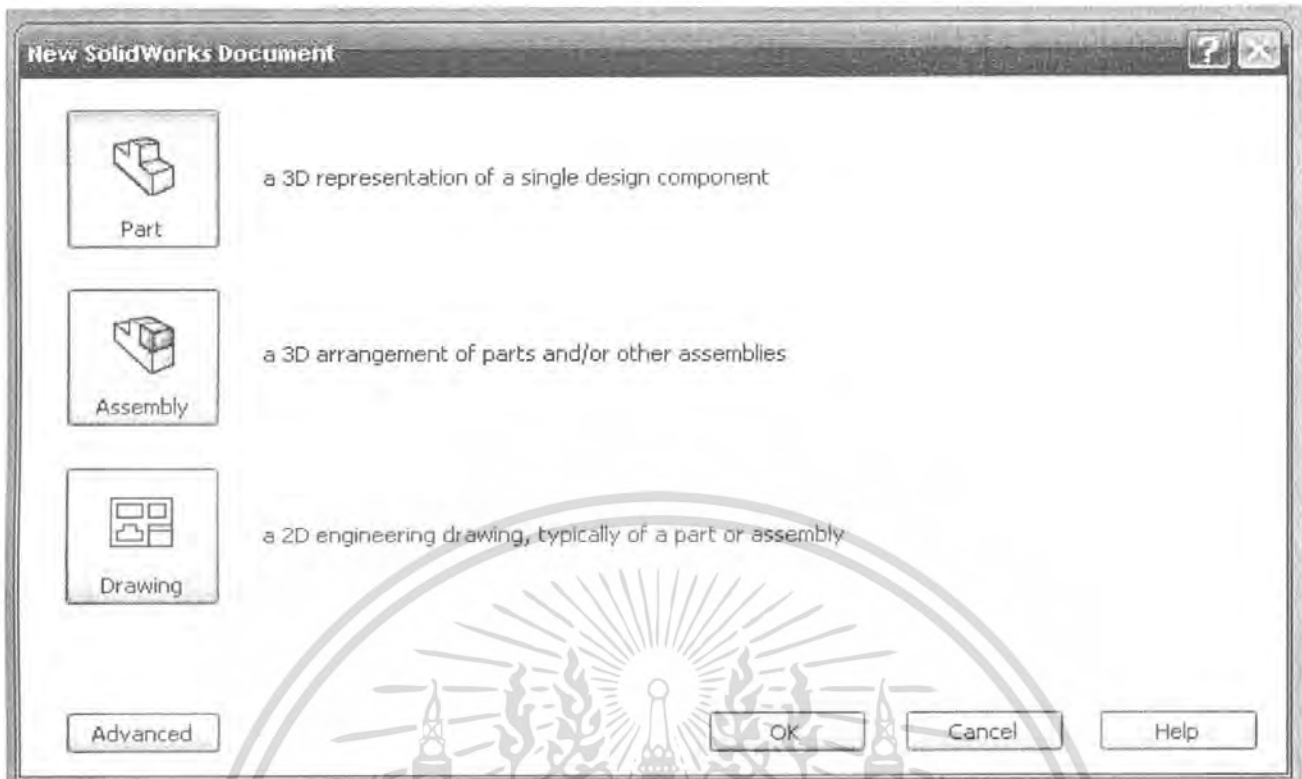 New SolidWorks Document
Part
a 3D representation of a single design component
Assembly
a 3D arrangement of parts and/or other assemblies
Drawing
a 2D engineering drawing, typically of a part or assembly
Advanced
OK
Cancel
Help